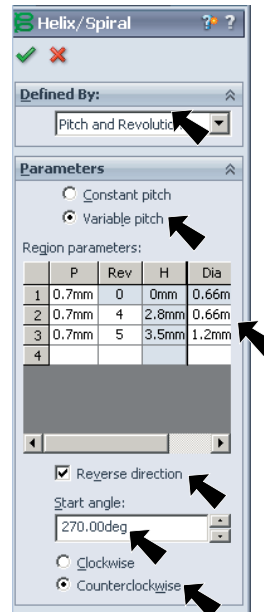 Helix/Spiral ? ?
Defined By:
Pitch and Revolutio
Parameters
Constant pitch
Variable pitch
Region parameters:
P Rev H Dia
1 0.7mm 0 0mm 0.66m
2 0.7mm 4 2.8mm 0.66m
3 0.7mm 5 3.5mm 1.2mm
4
Reverse direction
Start angle:
270.00deg
Clockwise
Counterclockwise